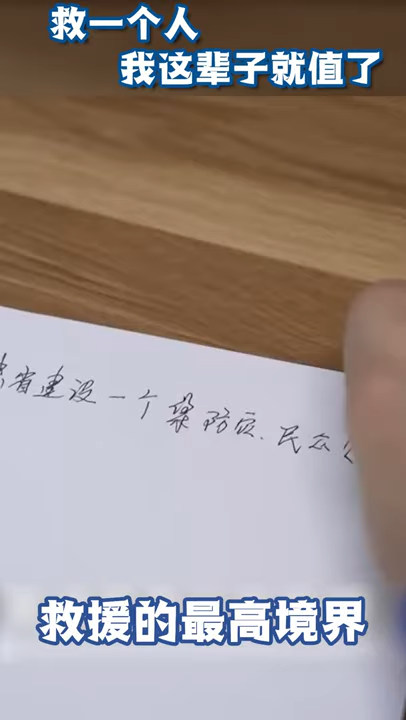 救一个人
我这辈子就值了
省建设一个集防灾、民众
救援的最高境界